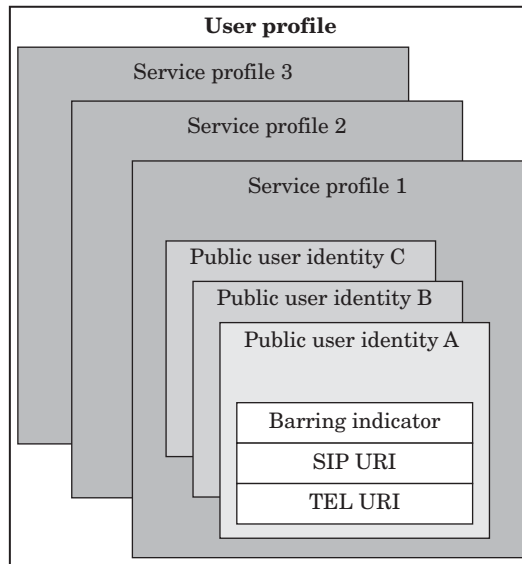 User profile
Service profile 3
Service profile 2
Service profile 1
Public user identity C
Public user identity B
Public user identity A
Barring indicator
SIP URI
TEL URI